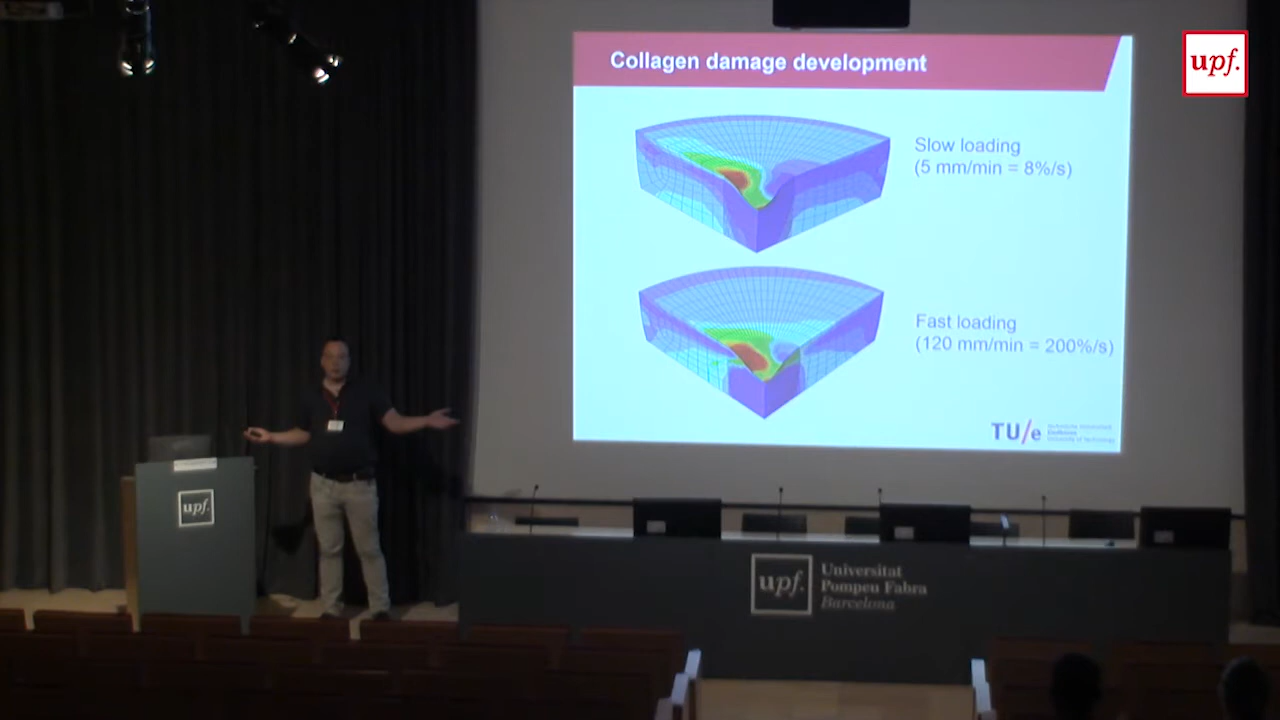 Collagen damage development
upf.
Slow loading
(5 mm/min = 8%/s)
Fast loading
(120 mm/min = 200%/s)
TU/e
upf.
upf.
Universitat
Pompeu Fabra
Barcelona